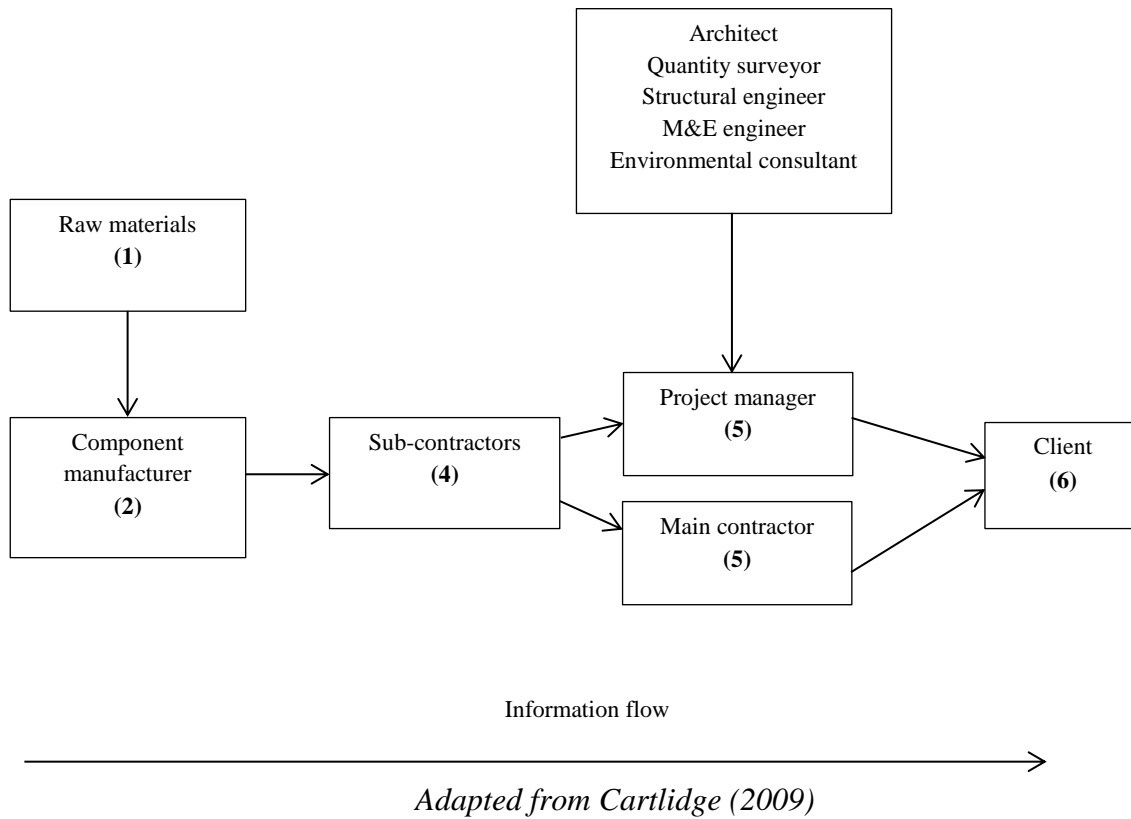 Architect
Quantity surveyor
Structural engineer
M&E engineer
Environmental consultant
Raw materials
(1)
Project manager
(5)
Component
manufacturer
(2)
Sub-contractors
(4)
Client
(6)
Main contractor
(5)
Information flow
Adapted from Cartlidge (2009)